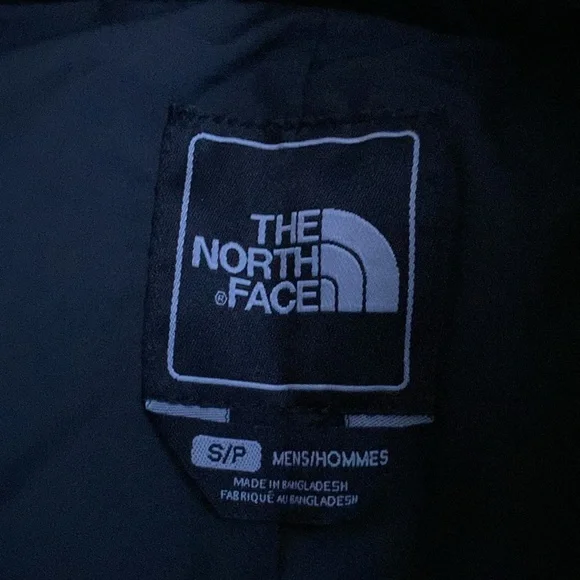 THE
NORTH
®FACE
S/P MENS/HOMMES
MADE IN BANGLADESH
FABRIQUÉ AU BANGLADESH